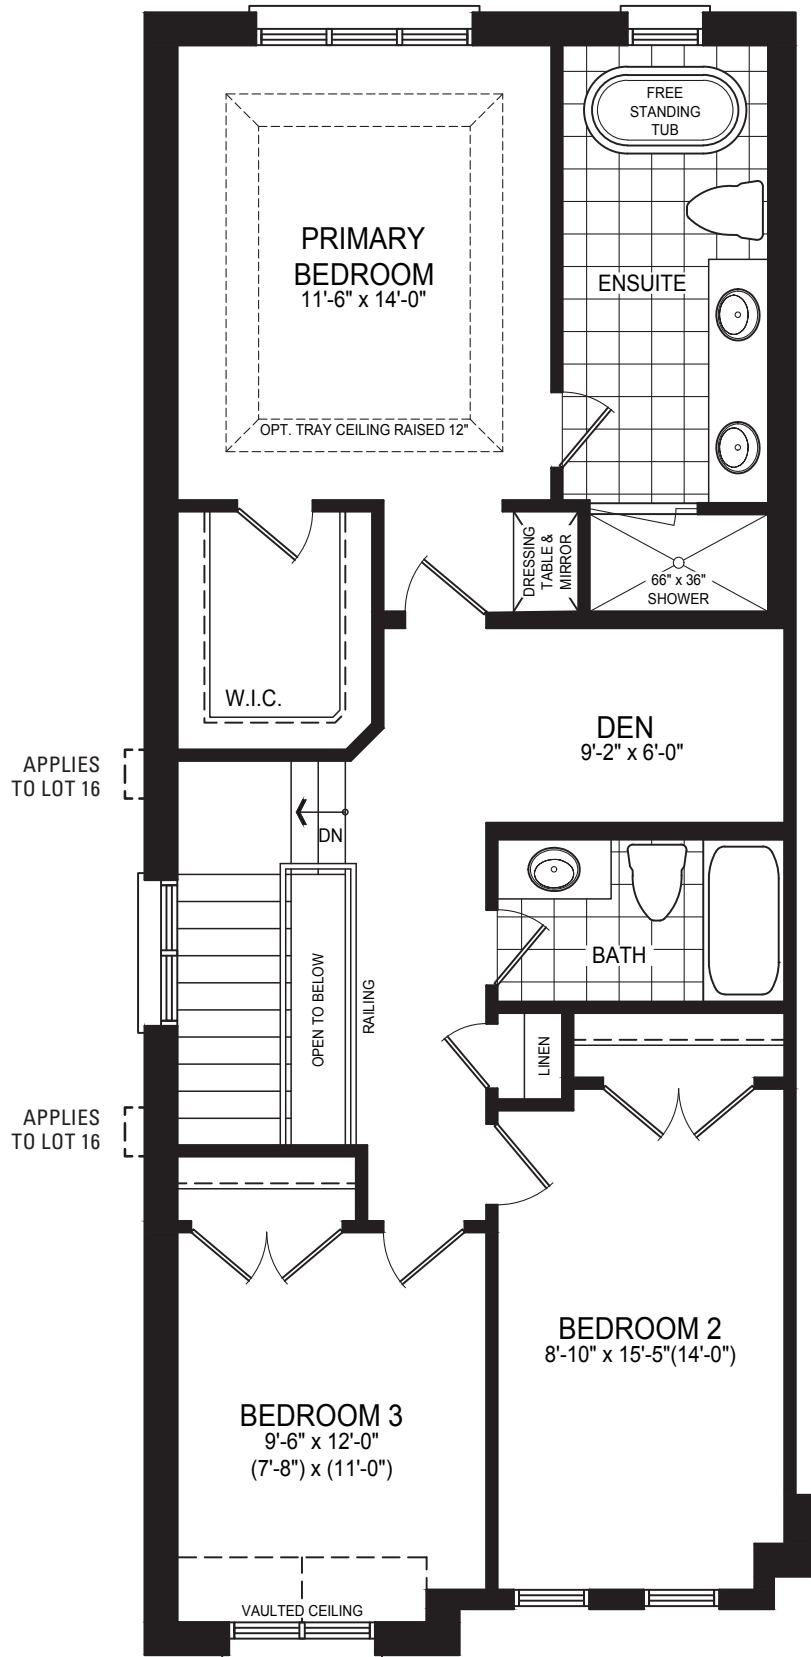 FREE
STANDING
TUB
PRIMARY
BEDROOM
11'-6" x 14'-0"
ENSUITE
OPT. TRAY CEILING RAISED 12"
DRESSING
TABLE &
MIRROR
66" x 36"
SHOWER
W.I.C.
DEN
9'-2" x 6'-0"
APPLIES
TO LOT 16
DN
BATH
OPEN TO BELOW
RAILING
LINEN
APPLIES
TO LOT 16
BEDROOM 2
8'-10" x 15'-5"(14'-0")
BEDROOM 3
9'-6" x 12'-0"
(7'-8") x (11'-0")
VAULTED CEILING